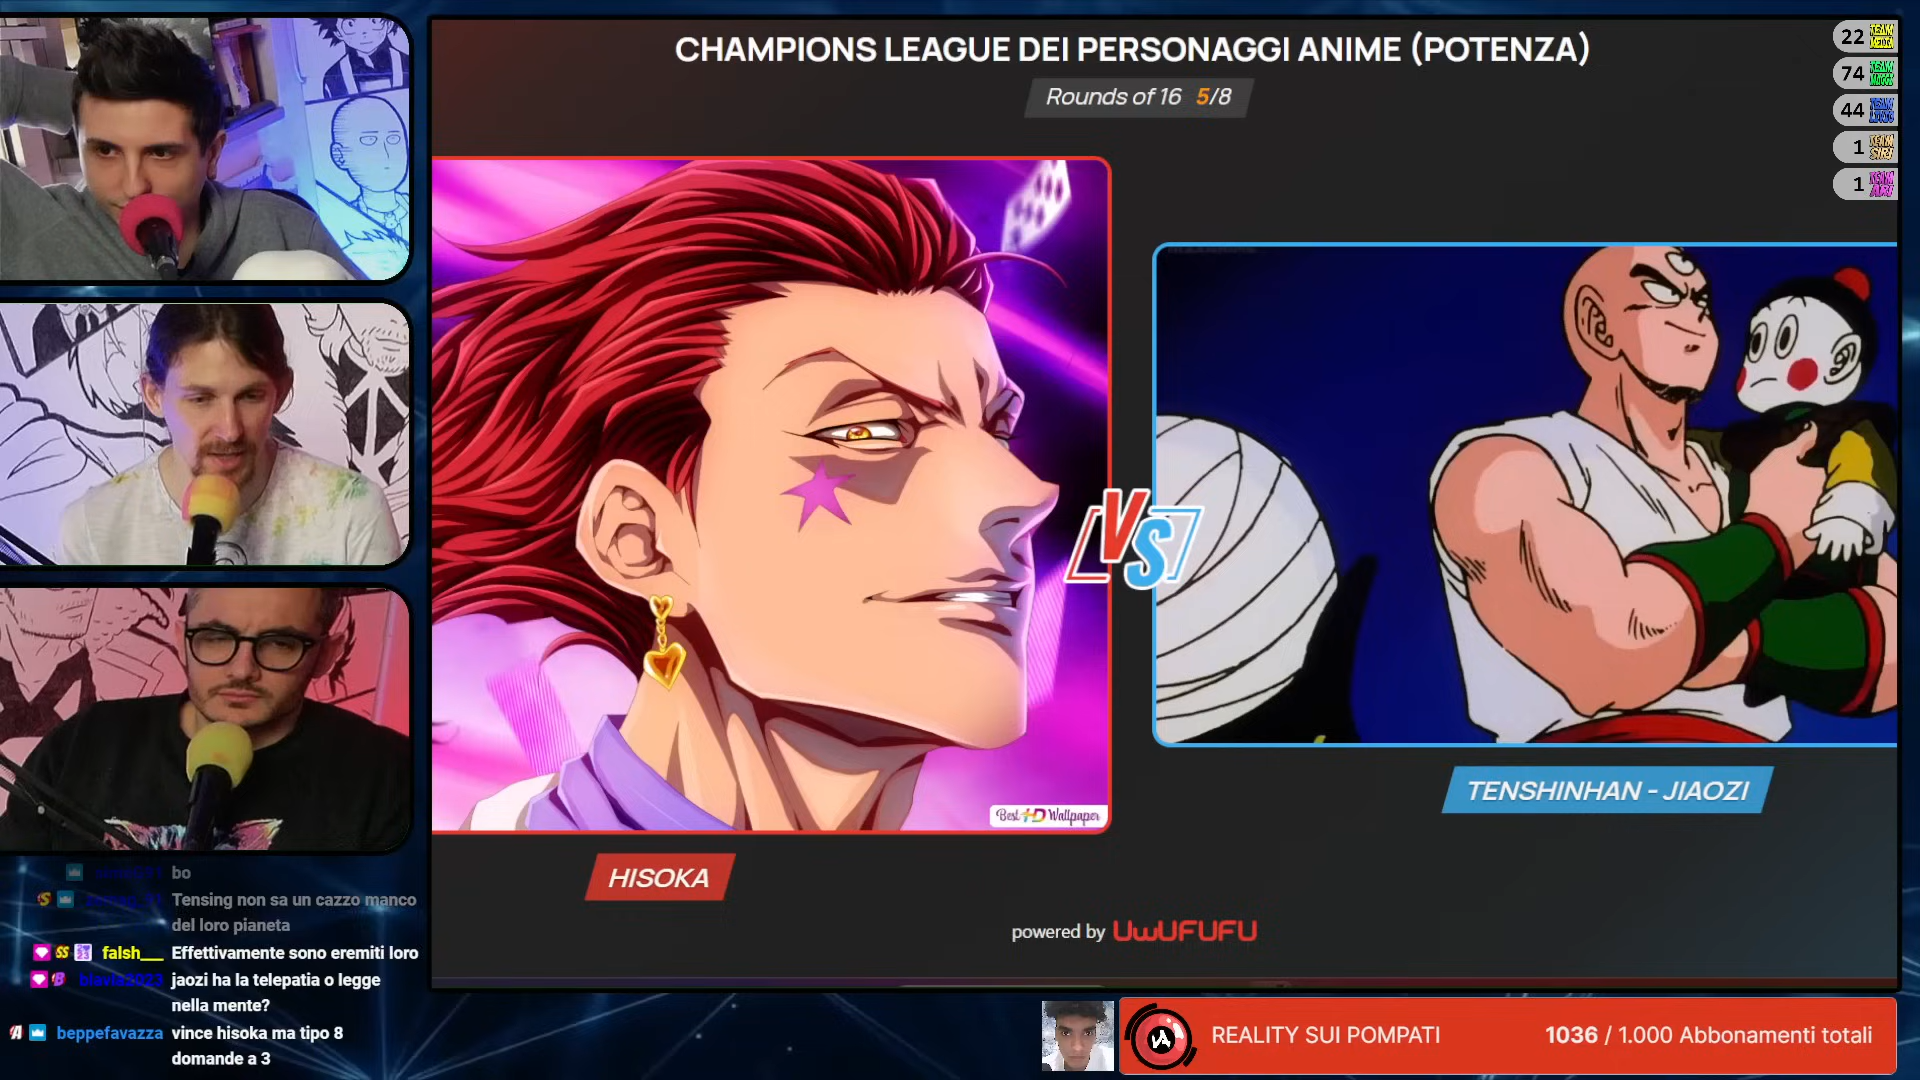 CHAMPIONS LEAGUE DEI PERSONAGGI ANIME (POTENZA)
Rounds of 16 5/8
22
74
44
1
1
VS
Best HD Wallpaper
HISOKA
TENSHINHAN - JIAOZI
powered by UwUFUFU
bo
Tensing non sa un cazzo manco
del loro pianeta
falsh___ Effettivamente sono eremiti loro
blavla2023 jaozi ha la telepatia o legge
nella mente?
beppefavazza vince hisoka ma tipo 8
domande a 3
REALITY SUI POMPATI
1036 / 1.000 Abbonamenti totali